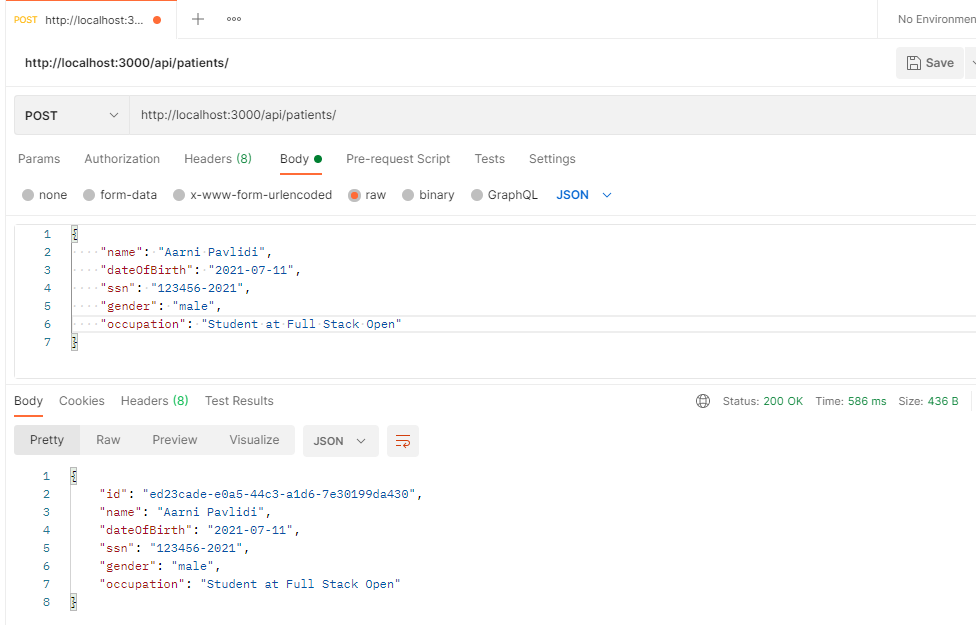 POST http://localhost:3... No Environmen
http://localhost:3000/api/patients/ Save
POST http://localhost:3000/api/patients/
Params Authorization Headers (8) Body Pre-request Script Tests Settings
none form-data x-www-form-urlencoded raw binary GraphQL JSON
1 {
2 "name": "Aarni Pavlidi",
3 "dateOfBirth": "2021-07-11",
4 "ssn": "123456-2021",
5 "gender": "male",
6 "occupation": "Student at Full Stack Open"
7 }
Body Cookies Headers (8) Test Results Status: 200 OK Time: 586 ms Size: 436 B
Pretty Raw Preview Visualize JSON
1 {
2 "id": "ed23cade-e0a5-44c3-a1d6-7e30199da430",
3 "name": "Aarni Pavlidi",
4 "dateOfBirth": "2021-07-11",
5 "ssn": "123456-2021",
6 "gender": "male",
7 "occupation": "Student at Full Stack Open"
8 }